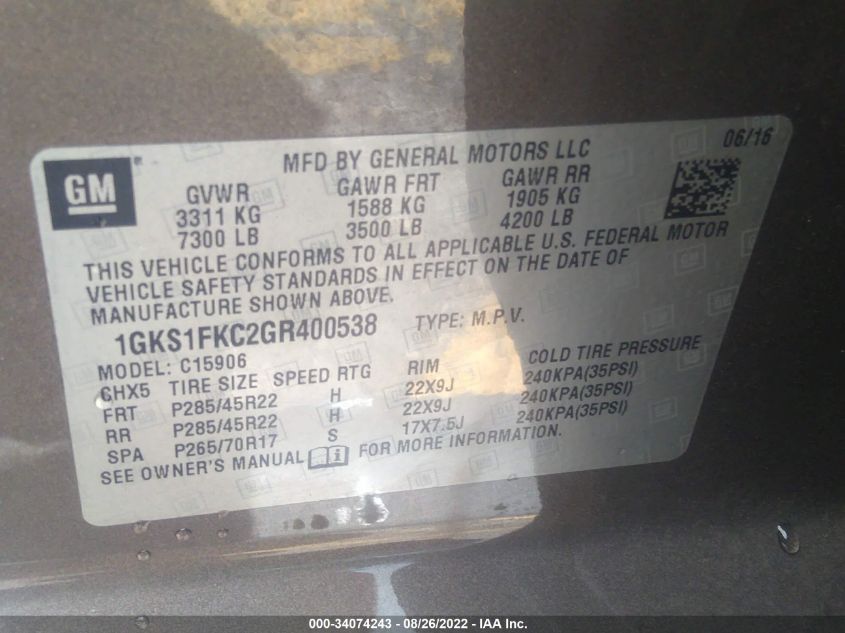 06/16
MFD BY GENERAL MOTORS LLC
GM
GVWR GAWR FRT GAWR RR
3311 KG 1588 KG 1905 KG
7300 LB 3500 LB 4200 LB
THIS VEHICLE CONFORMS TO ALL APPLICABLE U.S. FEDERAL MOTOR
VEHICLE SAFETY STANDARDS IN EFFECT ON THE DATE OF
MANUFACTURE SHOWN ABOVE.
1GKS1FKC2GR400538 TYPE: M.P.V.
MODEL: C15906
CHX5 TIRE SIZE SPEED RTG RIM COLD TIRE PRESSURE
FRT P285/45R22 H 22X9J 240KPA(35PSI)
RR P285/45R22 H 22X9J 240KPA(35PSI)
SPA P265/70R17 S 17X7.5J 240KPA(35PSI)
SEE OWNER'S MANUAL FOR MORE INFORMATION.
000-34074243 - 08/26/2022 - IAA Inc.